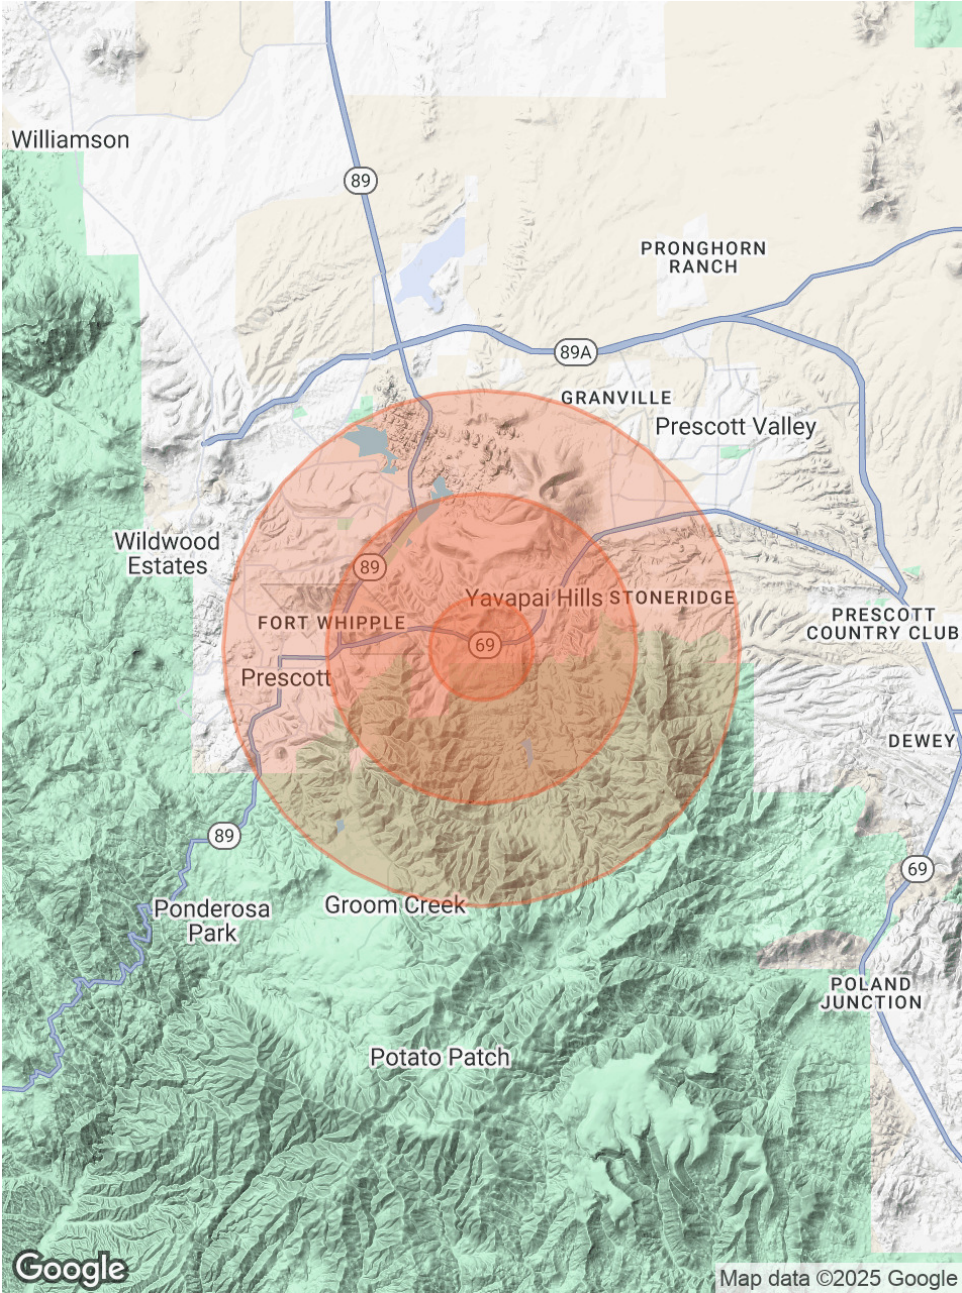 Williamson
89
PRONGHORN
RANCH
89A
GRANVILLE
Prescott Valley
Wildwood
Estates
89
Yavapai Hills
STONERIDGE
FORT WHIPPLE
PRESCOTT
COUNTRY CLUB
69
Prescott
DEWEY
89
69
Ponderosa
Park
Groom Creek
POLAND
JUNCTION
Potato Patch
Google
Map data ©2025 Google